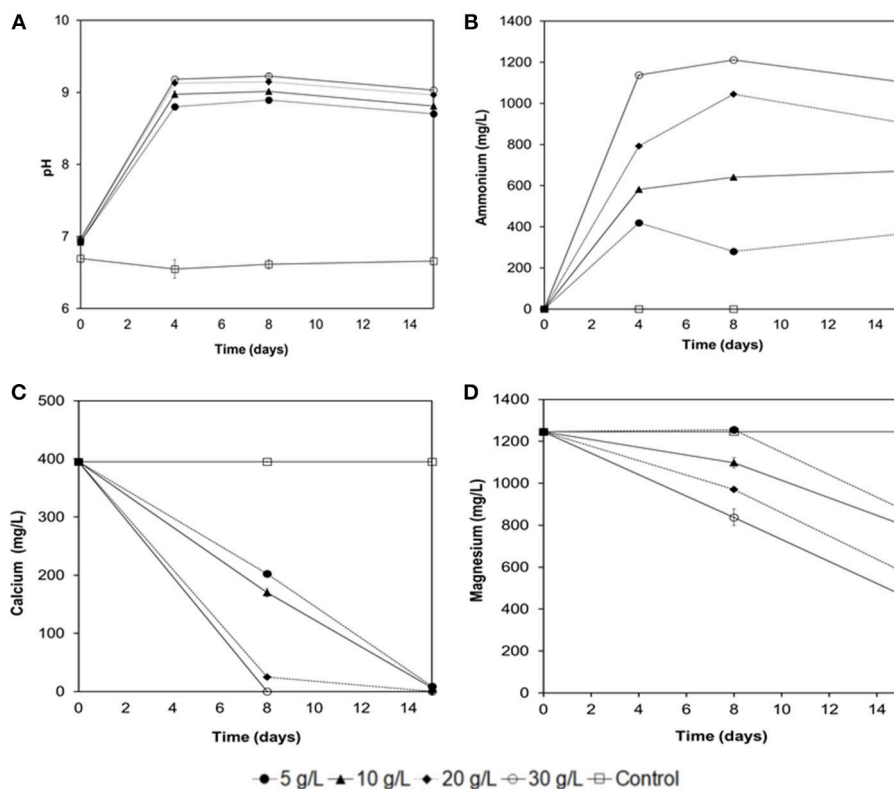 A
10
9
8
7
6
pH
0 2 4 6 8 10 12 14
Time (days)
B
1400
1200
1000
800
600
400
200
0
Ammonium (mg/L)
0 2 4 6 8 10 12 14
Time (days)
C
500
400
300
200
100
0
Calcium (mg/L)
0 2 4 6 8 10 12 14
Time (days)
D
1400
1200
1000
800
600
400
200
0
Magnesium (mg/L)
0 2 4 6 8 10 12 14
Time (days)
5 g/L 10 g/L 20 g/L 30 g/L Control